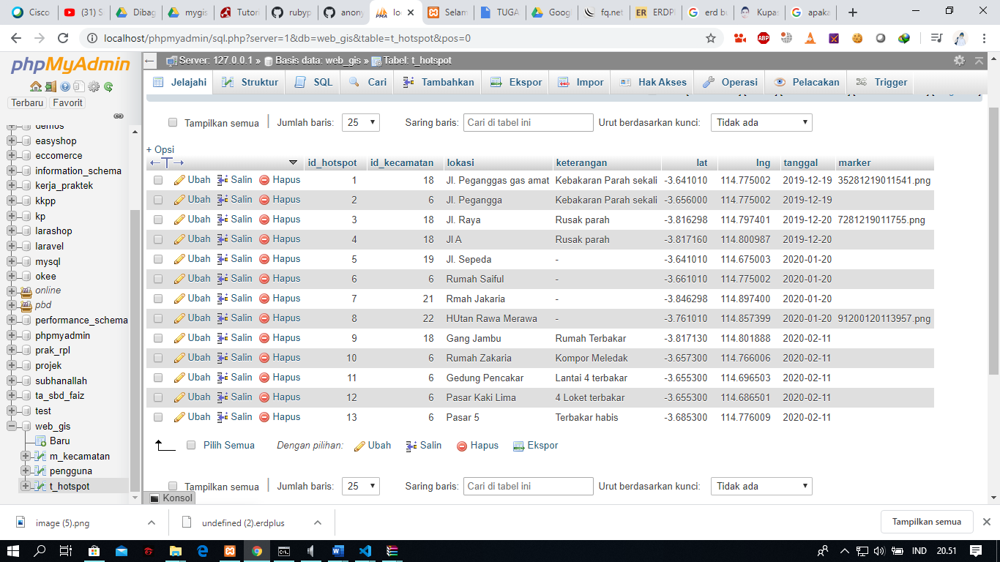 Cisco (31) S Dibag mygis Tutori rubyp anony lo Selam TUGA Googl fq.net ERDPl erd bu Kupas apaka
localhost/phpmyadmin/sql.php?server=1&db=web_gis&table=t_hotspot&pos=0
phpMyAdmin
Terbaru Favorit
demos
easyshop
eccomerce
information_schema
kerja_praktek
kkpp
kp
larashop
laravel
mysql
okee
online
pbd
performance_schema
phpmyadmin
prak_rpl
projek
subhanallah
ta_sbd_faiz
test
web_gis
Baru
m_kecamatan
pengguna
t_hotspot
Server: 127.0.0.1 » Basis data: web_gis » Tabel: t_hotspot
Jelajahi Struktur SQL Cari Tambahkan Ekspor Impor Hak Akses Operasi Pelacakan Trigger
Tampilkan semua Jumlah baris: 25 Saring baris: Cari di tabel ini Urut berdasarkan kunci: Tidak ada
+ Opsi
id_hotspot id_kecamatan lokasi keterangan lat lng tanggal marker
Ubah Salin Hapus 1 18 Jl. Peganggas gas amat Kebakaran Parah sekali -3.641010 114.775002 2019-12-19 35281219011541.png
Ubah Salin Hapus 2 6 Jl. Pegangga Kebakaran Parah sekali -3.656000 114.775002 2019-12-19
Ubah Salin Hapus 3 18 Jl. Raya Rusak parah -3.816298 114.797401 2019-12-20 7281219011755.png
Ubah Salin Hapus 4 18 Jl A Rusak parah -3.817160 114.800987 2019-12-20
Ubah Salin Hapus 5 19 Jl. Sepeda - -3.641010 114.675003 2020-01-20
Ubah Salin Hapus 6 6 Rumah Saiful - -3.661010 114.775002 2020-01-20
Ubah Salin Hapus 7 21 Rmah Jakaria - -3.846298 114.897400 2020-01-20
Ubah Salin Hapus 8 22 HUtan Rawa Merawa - -3.761010 114.857399 2020-01-20 91200120113957.png
Ubah Salin Hapus 9 18 Gang Jambu Rumah Terbakar -3.817130 114.801888 2020-02-11
Ubah Salin Hapus 10 6 Rumah Zakaria Kompor Meledak -3.657300 114.766006 2020-02-11
Ubah Salin Hapus 11 6 Gedung Pencakar Lantai 4 terbakar -3.655300 114.696503 2020-02-11
Ubah Salin Hapus 12 6 Pasar Kaki Lima 4 Loket terbakar -3.655300 114.686501 2020-02-11
Ubah Salin Hapus 13 6 Pasar 5 Terbakar habis -3.685300 114.776009 2020-02-11
Pilih Semua Dengan pilihan: Ubah Salin Hapus Ekspor
Tampilkan semua Jumlah baris: 25 Saring baris: Cari di tabel ini Urut berdasarkan kunci: Tidak ada
Konsol
image (5).png undefined (2).erdplus Tampilkan semua
IND 20.51